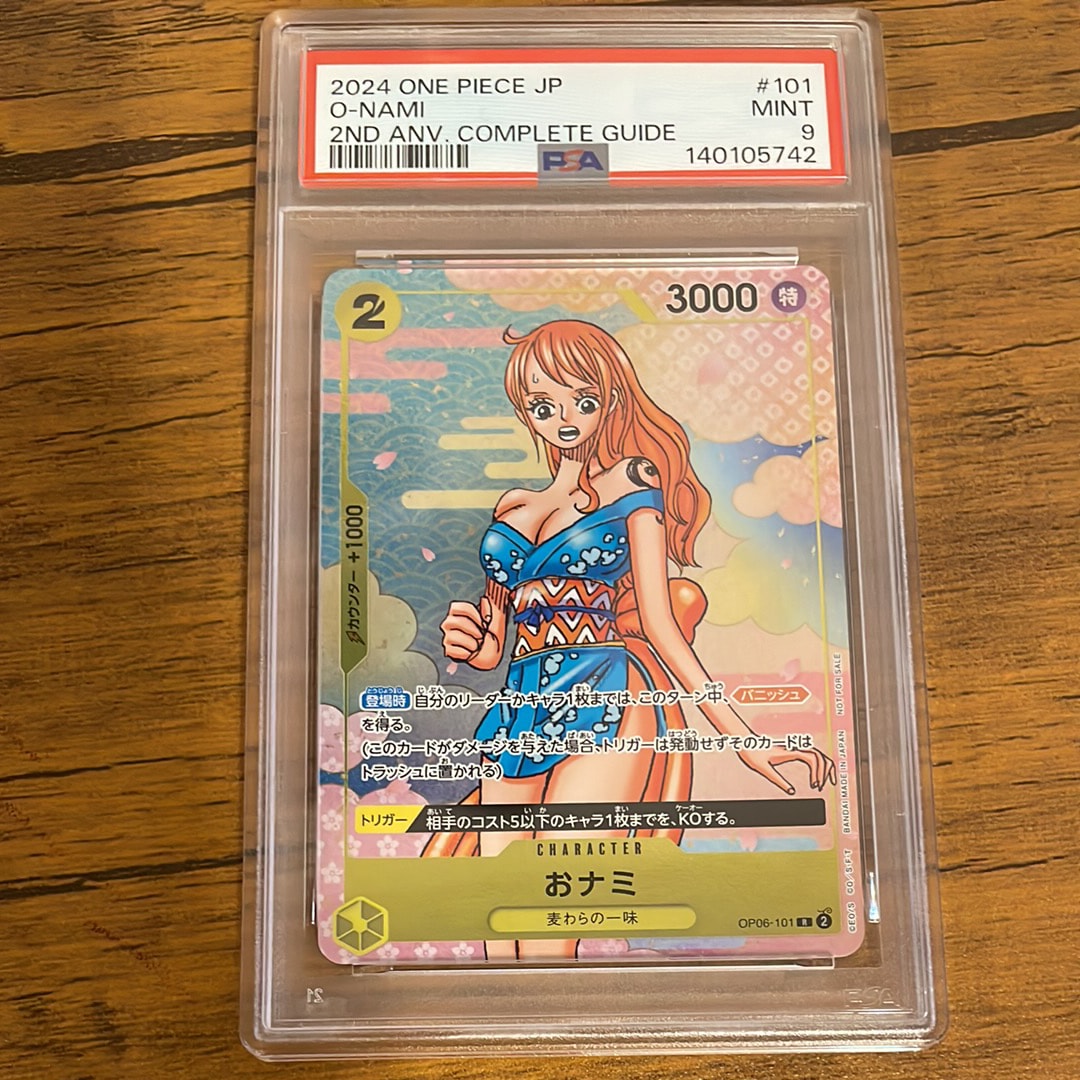 2024 ONE PIECE JP #101
O-NAMI MINT
2ND ANV. COMPLETE GUIDE 9
PSA 140105742
2 3000 特
カウンター +1000
登場時 自分のリーダーかキャラ1枚までは、このターン中、バニッシュ
を得る。
(このカードがダメージを与えた場合、トリガーは発動せずそのカードは
トラッシュに置かれる)
トリガー 相手のコスト5以下のキャラ1枚までを、KOする。
CHARACTER
おナミ
麦わらの一味
OP06-101 R 2
©E.O/S. ©O/S,F,T BANDAI MADE IN JAPAN NOT FOR SALE
21
PSA